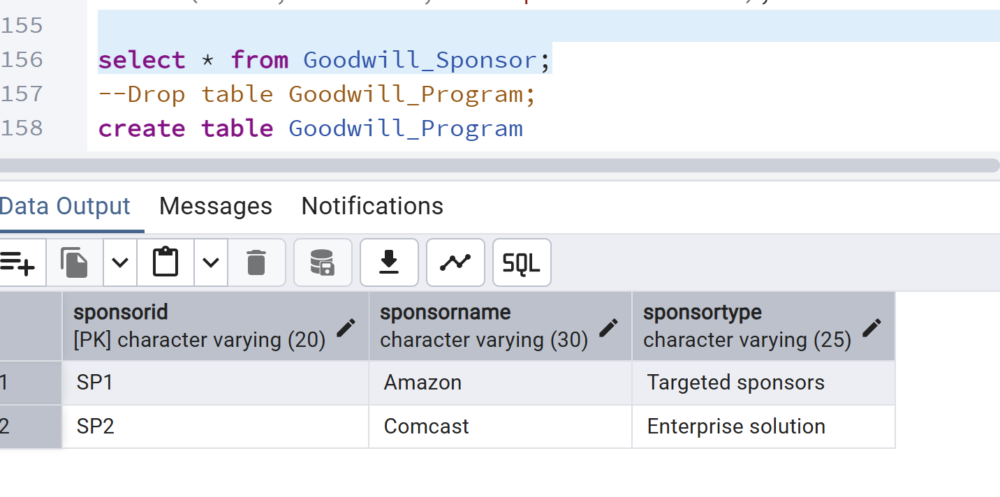 155
156 select * from Goodwill_Sponsor;
157 --Drop table Goodwill_Program;
158 create table Goodwill_Program
Data Output Messages Notifications
SQL
sponsorid sponsorname sponsortype
[PK] character varying (20) character varying (30) character varying (25)
1 SP1 Amazon Targeted sponsors
2 SP2 Comcast Enterprise solution